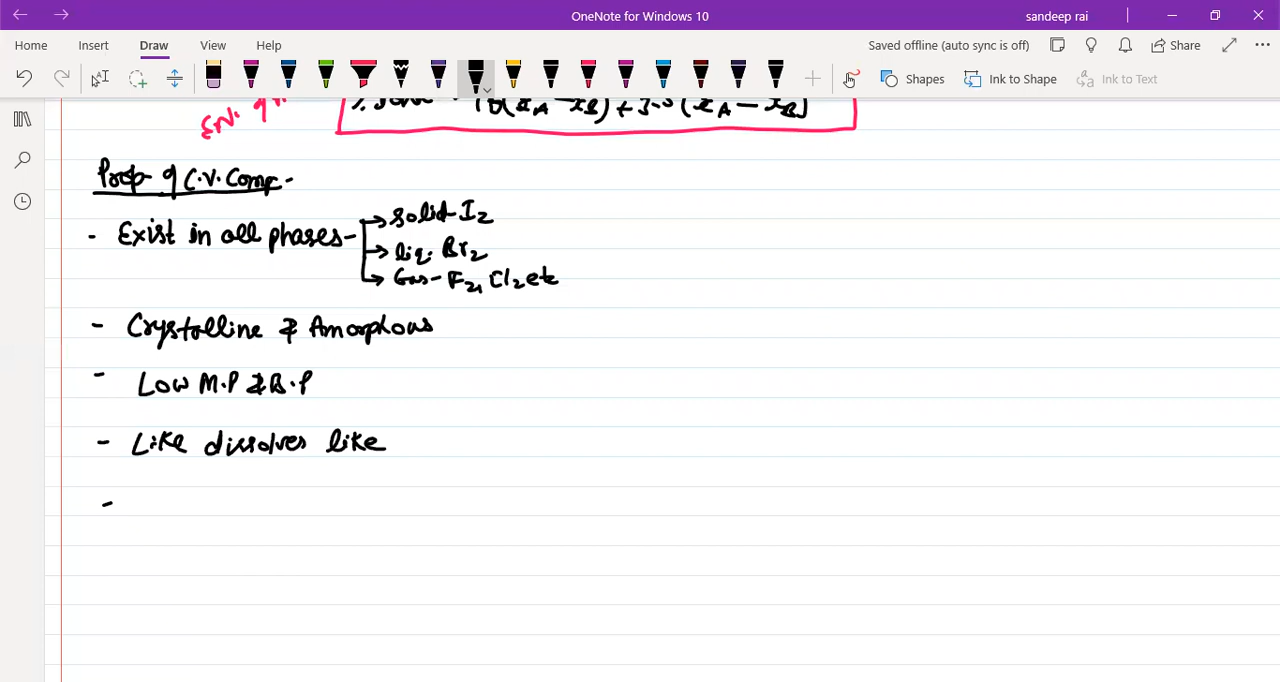 OneNote for Windows 10
sandeep rai
Home Insert Draw View Help
Saved offline (auto sync is off)
Share
Shapes
Ink to Shape
Ink to Text
Prop. of C.V. Comp.-
- Exist in all phases-
→ solid- I2
→ liq. Br2
→ Gas- F2, Cl2 etc
- Crystalline & Amorphous
- Low M.P & B.P
- Like dissolves like
-